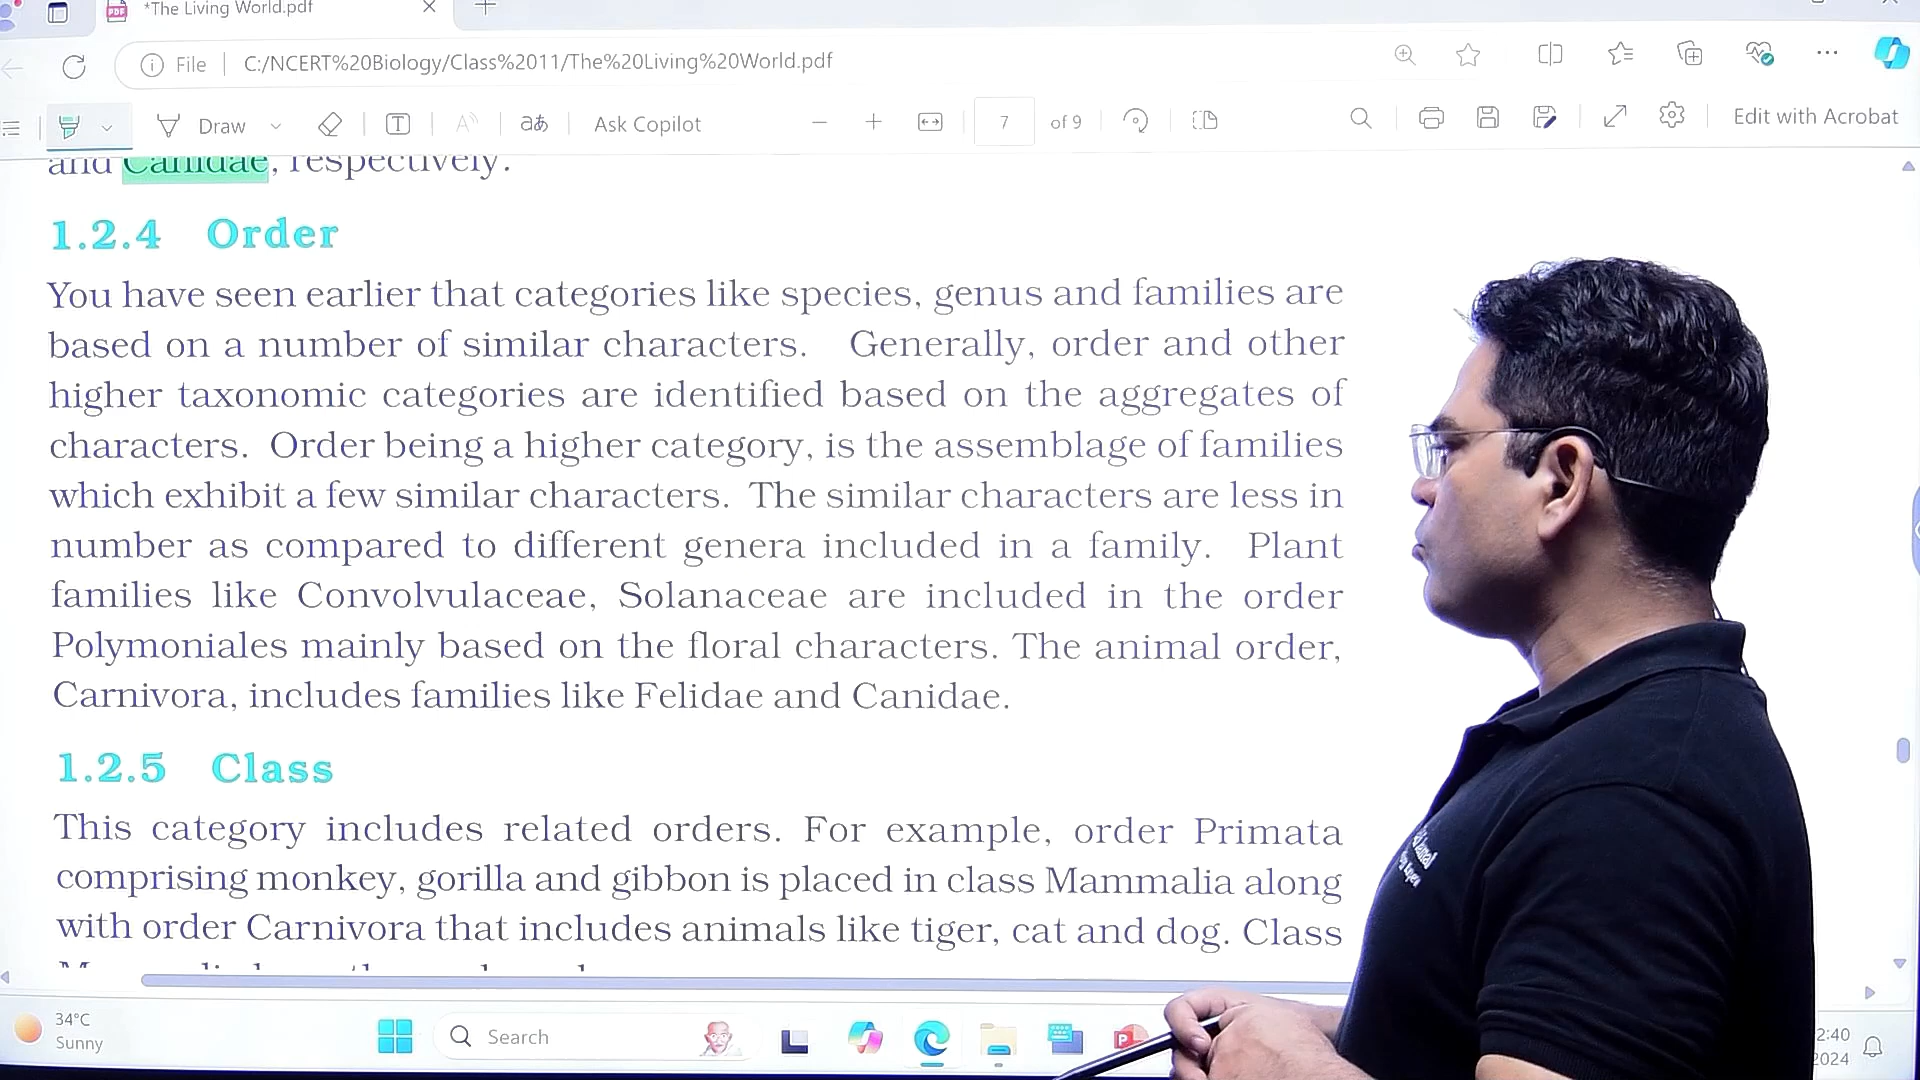 *The Living World.pdf
File C:/NCERT%20Biology/Class%2011/The%20Living%20World.pdf
Draw Ask Copilot 7 of 9 Edit with Acrobat
and Canidae, respectively.
1.2.4 Order
You have seen earlier that categories like species, genus and families are
based on a number of similar characters. Generally, order and other
higher taxonomic categories are identified based on the aggregates of
characters. Order being a higher category, is the assemblage of families
which exhibit a few similar characters. The similar characters are less in
number as compared to different genera included in a family. Plant
families like Convolvulaceae, Solanaceae are included in the order
Polymoniales mainly based on the floral characters. The animal order,
Carnivora, includes families like Felidae and Canidae.
1.2.5 Class
This category includes related orders. For example, order Primata
comprising monkey, gorilla and gibbon is placed in class Mammalia along
with order Carnivora that includes animals like tiger, cat and dog. Class
34°C
Sunny
Search
2:40
2024